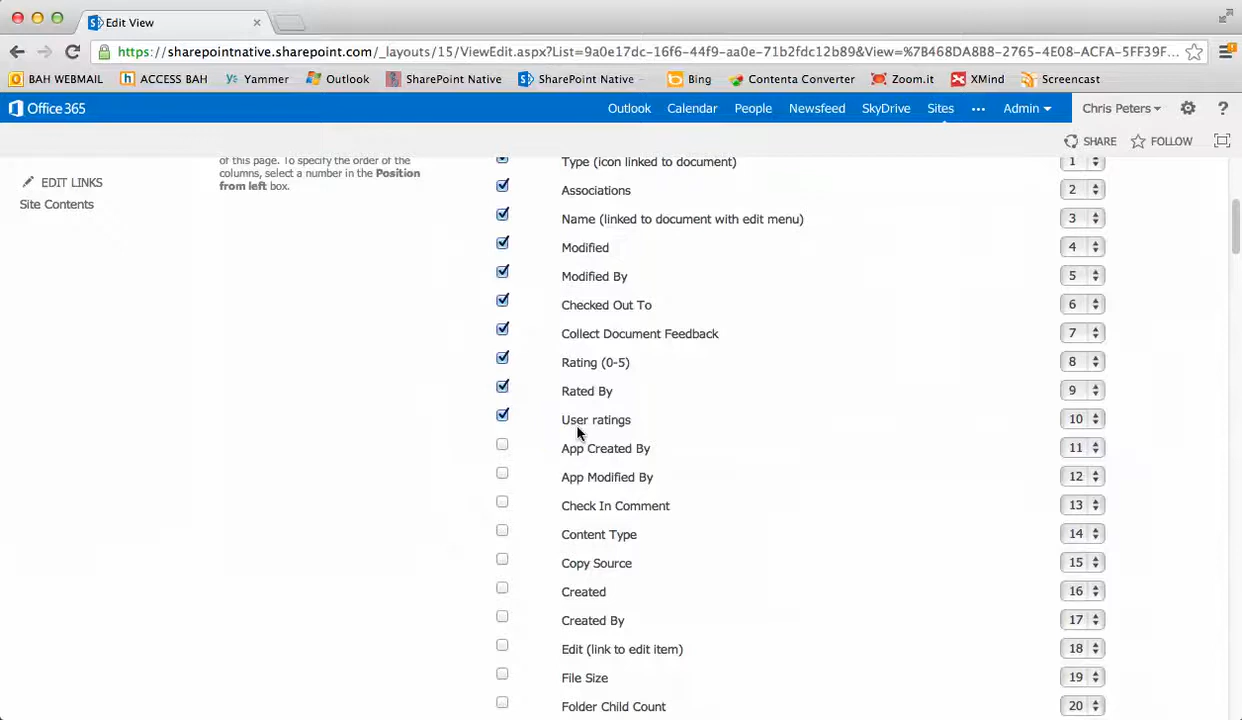 Edit View
https://sharepointnative.sharepoint.com/_layouts/15/ViewEdit.aspx?List=9a0e17dc-16f6-44f9-aa0e-71b2fdc12b89&View=%7B468DA8B8-2765-4E08-ACFA-5FF39F...
BAH WEBMAIL ACCESS BAH Yammer Outlook SharePoint Native SharePoint Native - Bing Contenta Converter Zoom.it XMind Screencast
Office 365 Outlook Calendar People Newsfeed SkyDrive Sites ... Admin Chris Peters ?
SHARE FOLLOW
EDIT LINKS
Site Contents
of this page. To specify the order of the
columns, select a number in the Position
from left box.
Type (icon linked to document) 1
Associations 2
Name (linked to document with edit menu) 3
Modified 4
Modified By 5
Checked Out To 6
Collect Document Feedback 7
Rating (0-5) 8
Rated By 9
User ratings 10
App Created By 11
App Modified By 12
Check In Comment 13
Content Type 14
Copy Source 15
Created 16
Created By 17
Edit (link to edit item) 18
File Size 19
Folder Child Count 20